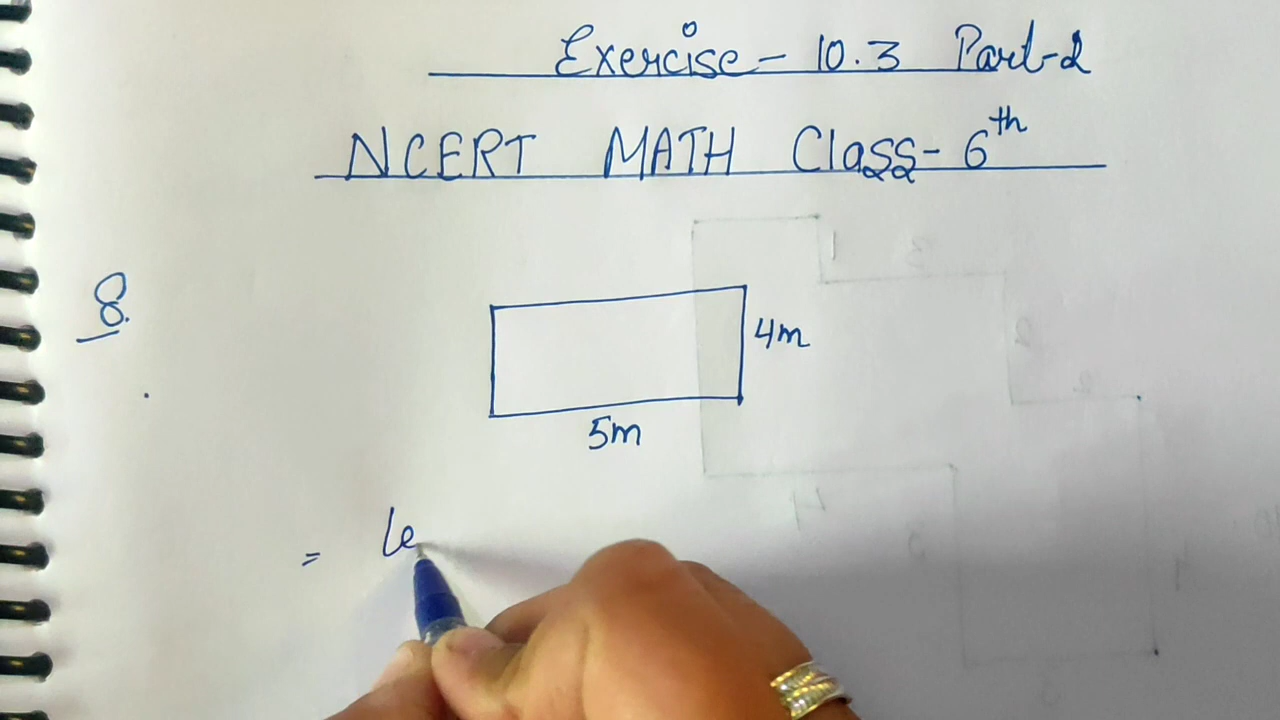 Exercise - 10.3 Part-2
NCERT MATH Class- 6th
8.
4m
5m
= Le